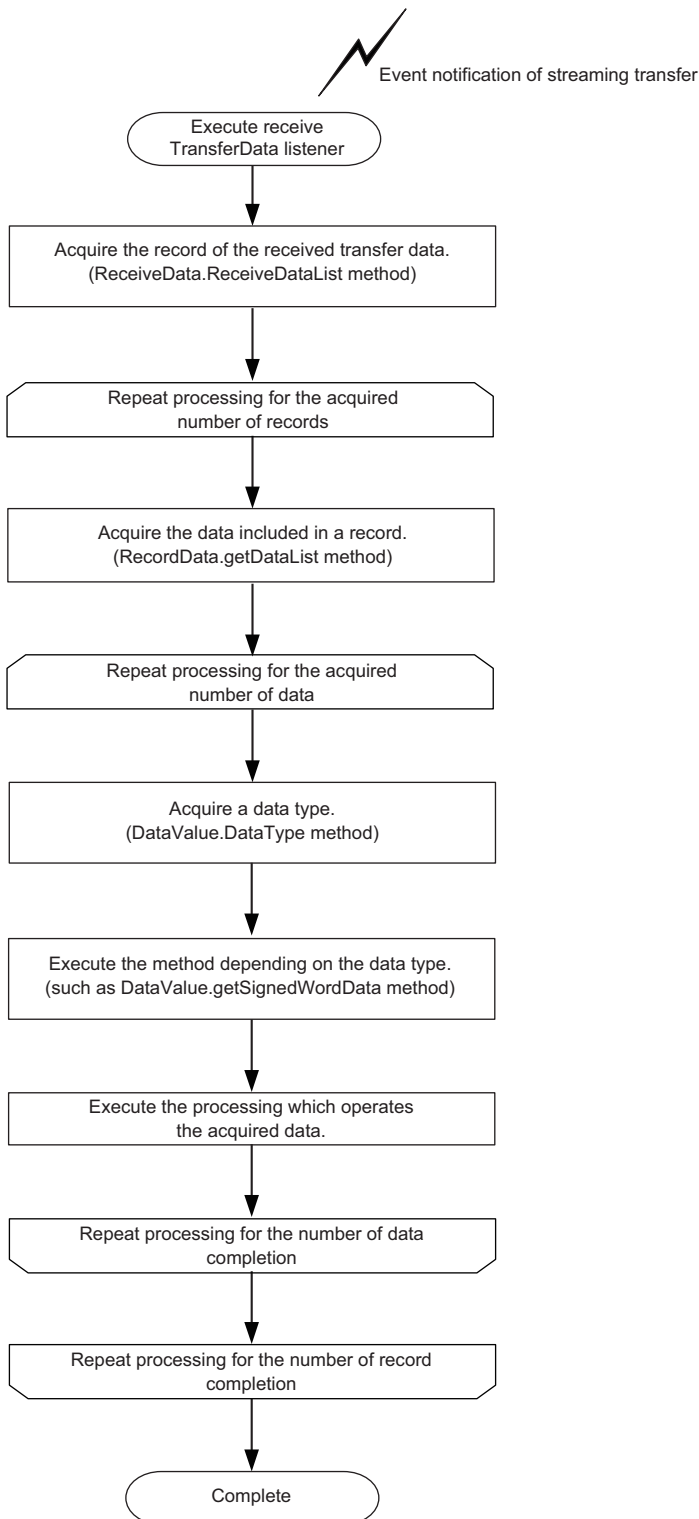 Event notification of streaming transfer
Execute receive
TransferData listener
Acquire the record of the received transfer data.
(ReceiveData.ReceiveDataList method)
Repeat processing for the acquired
number of records
Acquire the data included in a record.
(RecordData.getDataList method)
Repeat processing for the acquired
number of data
Acquire a data type.
(DataValue.DataType method)
Execute the method depending on the data type.
(such as DataValue.getSignedWordData method)
Execute the processing which operates
the acquired data.
Repeat processing for the number of data
completion
Repeat processing for the number of record
completion
Complete